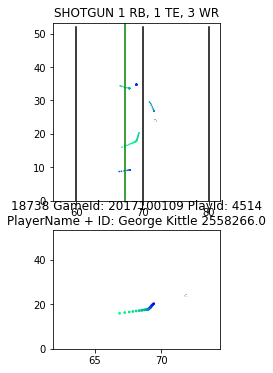 SHOTGUN 1 RB, 1 TE, 3 WR
50
40
30
20
10
0
60 70 80
18738 GameId: 2017100109 PlayId: 4514
PlayerName + ID: George Kittle 2558266.0
40
20
0
65 70